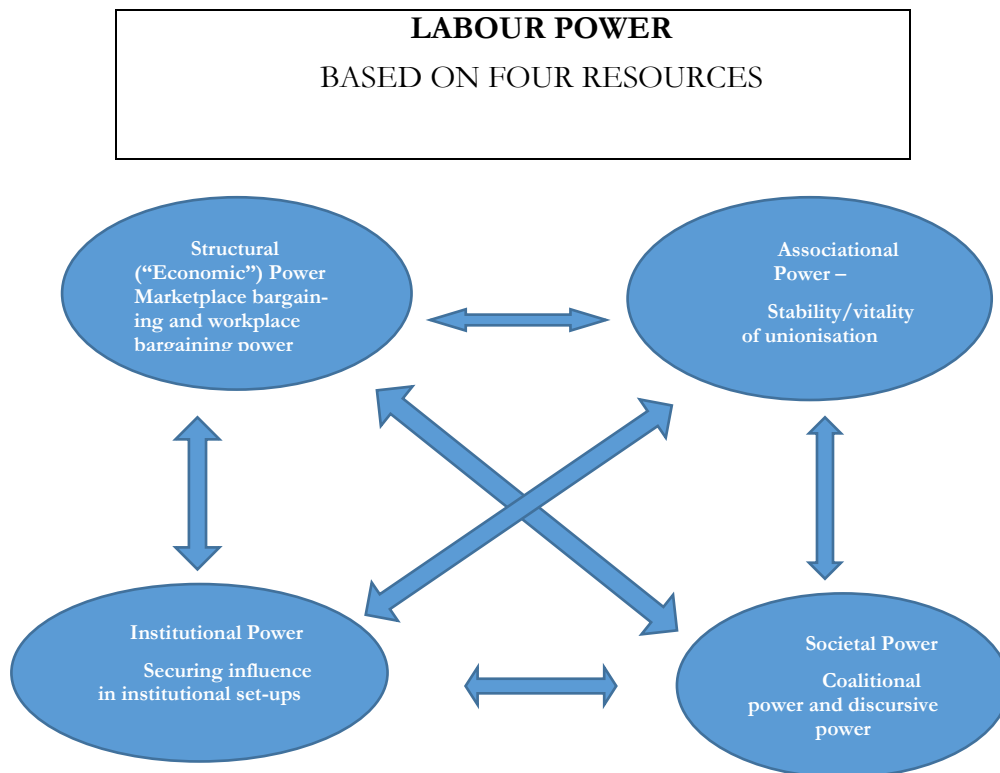 LABOUR POWER
BASED ON FOUR RESOURCES
Structural
(“Economic”) Power
Marketplace bargain-
ing and workplace
bargaining power
Associational
Power –
Stability/vitality
of unionisation
Institutional Power
Securing influence
in institutional set-ups
Societal Power
Coalitional
power and discursive
power